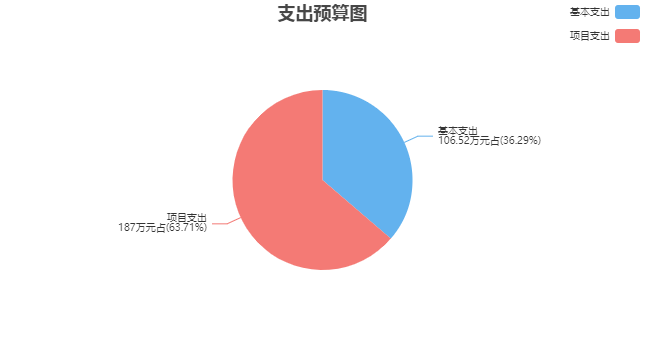 支出预算图
基本支出
项目支出
基本支出
106.52万元占(36.29%)
项目支出
187万元占(63.71%)